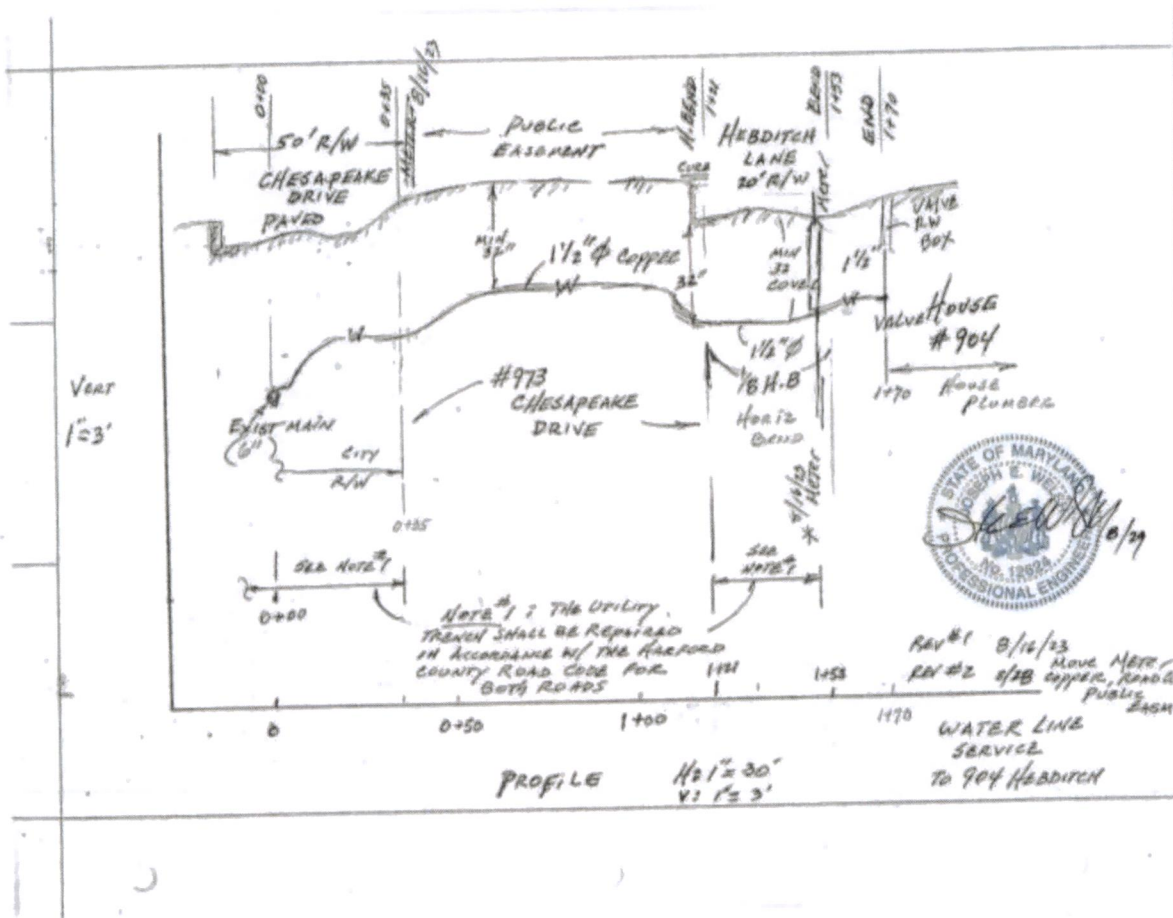 0+00
0+35
METER 8/16/23
H.BEND
1+21
BEND
1+53
END
1+70
50' R/W
PUBLIC
EASEMENT
CHESAPEAKE
DRIVE
PAVED
CURB
HEBDITCH
LANE
20' R/W
METER
MIN
32"
1 1/2" Ø COPPER
32"
MIN
32
COVER
1 1/2"
VALVE
BOX
W
W
W
VALVE
HOUSE
# 904
1 1/2" Ø
1/8 H.B
HORIZ
BEND
1+70
HOUSE
PLUMBER
VERT
1"=3'
EXIST MAIN
6"
CITY
R/W
#973
CHESAPEAKE
DRIVE
* 8/16/23
METER
0+35
SEE NOTE #1
0+00
SEE
NOTE #1
NOTE #1 : THE UTILITY
TRENCH SHALL BE REPAIRED
IN ACCORDANCE W/ THE HARFORD
COUNTY ROAD CODE FOR
BOTH ROADS
STATE OF MARYLAND
JOSEPH E.
NO. 12624
PROFESSIONAL ENGINEER
8/29
REV #1 8/16/23
REV #2 8/28 MOVE METER
COPPER, ROAD
PUBLIC
EASM
0
0+50
1+00
1+21
1+53
1+70
WATER LINE
SERVICE
TO 904 HEBDITCH
PROFILE
H: 1" = 30'
V: 1" = 3'